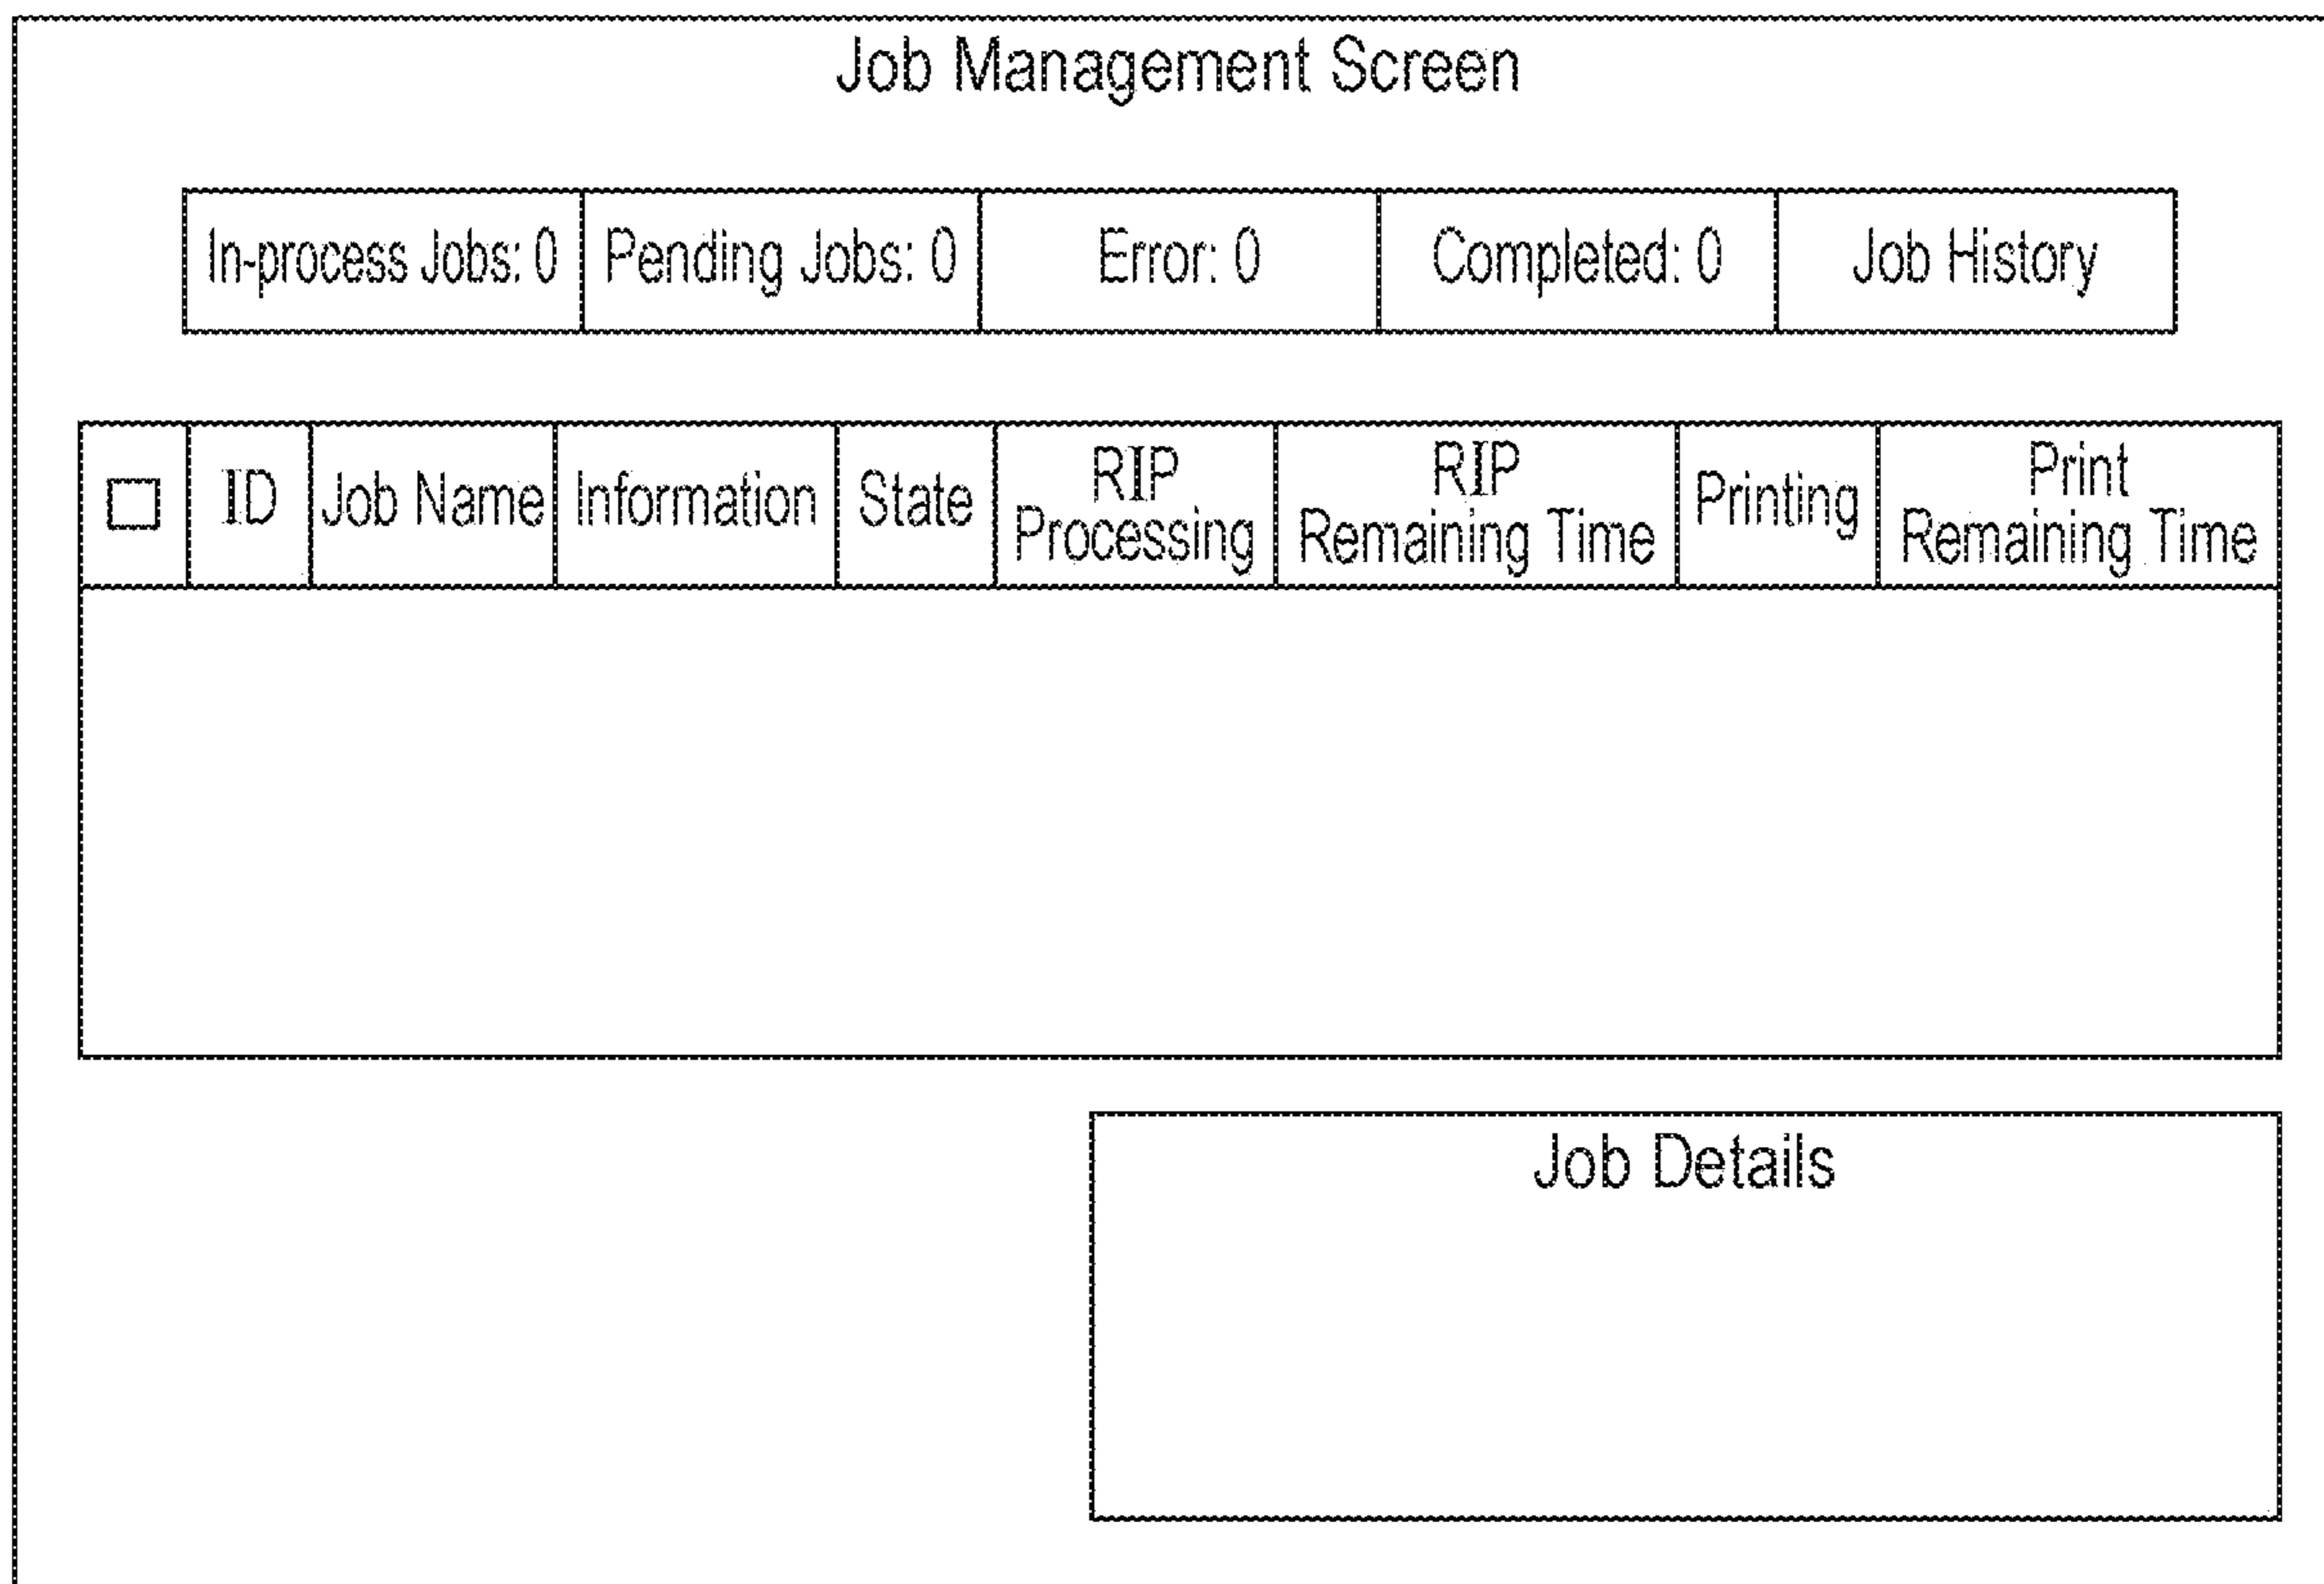 Job Management Screen
In-process Jobs: 0 Pending Jobs: 0 Error: 0 Completed: 0 Job History
ID Job Name Information State RIP Processing RIP Remaining Time Printing Print Remaining Time
Job Details